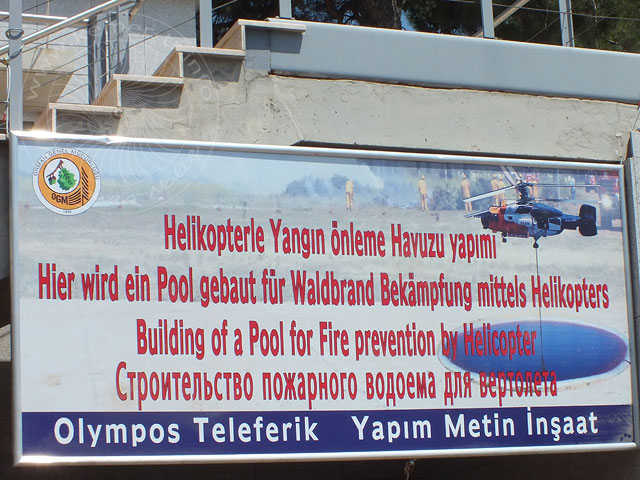 OGM
Helikopterle Yangın önleme Havuzu yapımı
Hier wird ein Pool gebaut für Waldbrand Bekämpfung mittels Helikopters
Building of a Pool for Fire prevention by Helicopter
Строительство пожарного водоема для вертолета
Olympos Teleferik Yapım Metin İnşaat